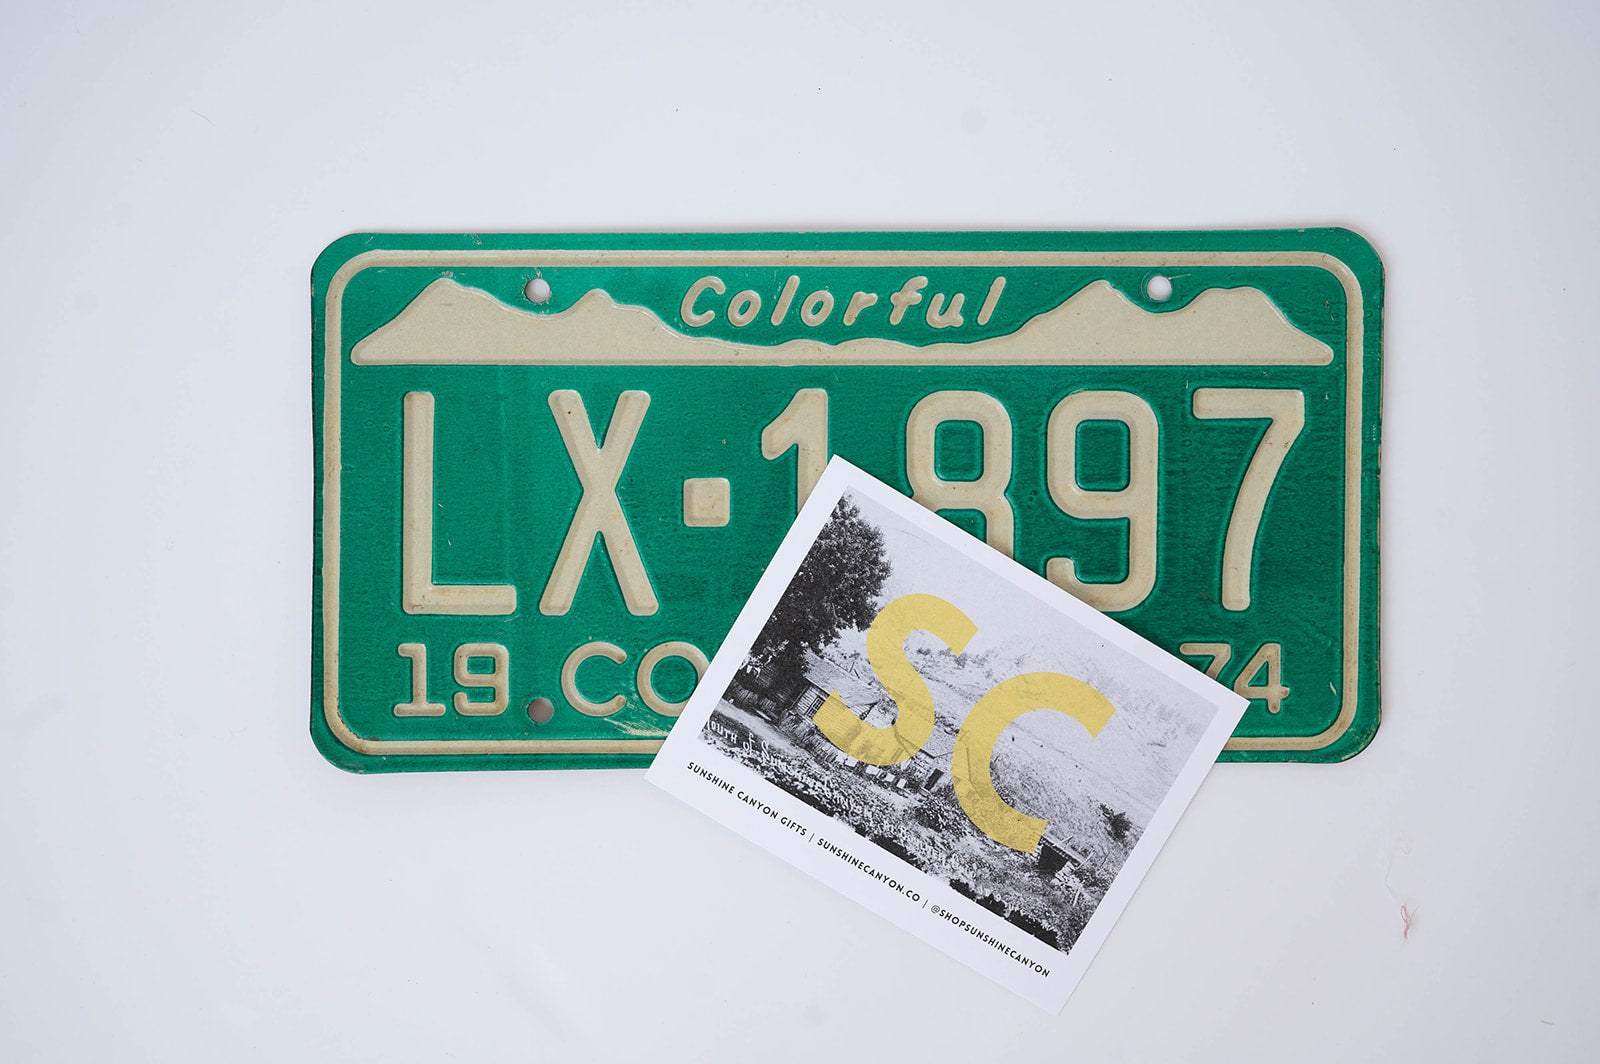 Colorful
LX·1897
19 CO 74
SC
SUNSHINE CANYON GIFTS | SUNSHINECANYON.CO | @SHOPSUNSHINECANYON